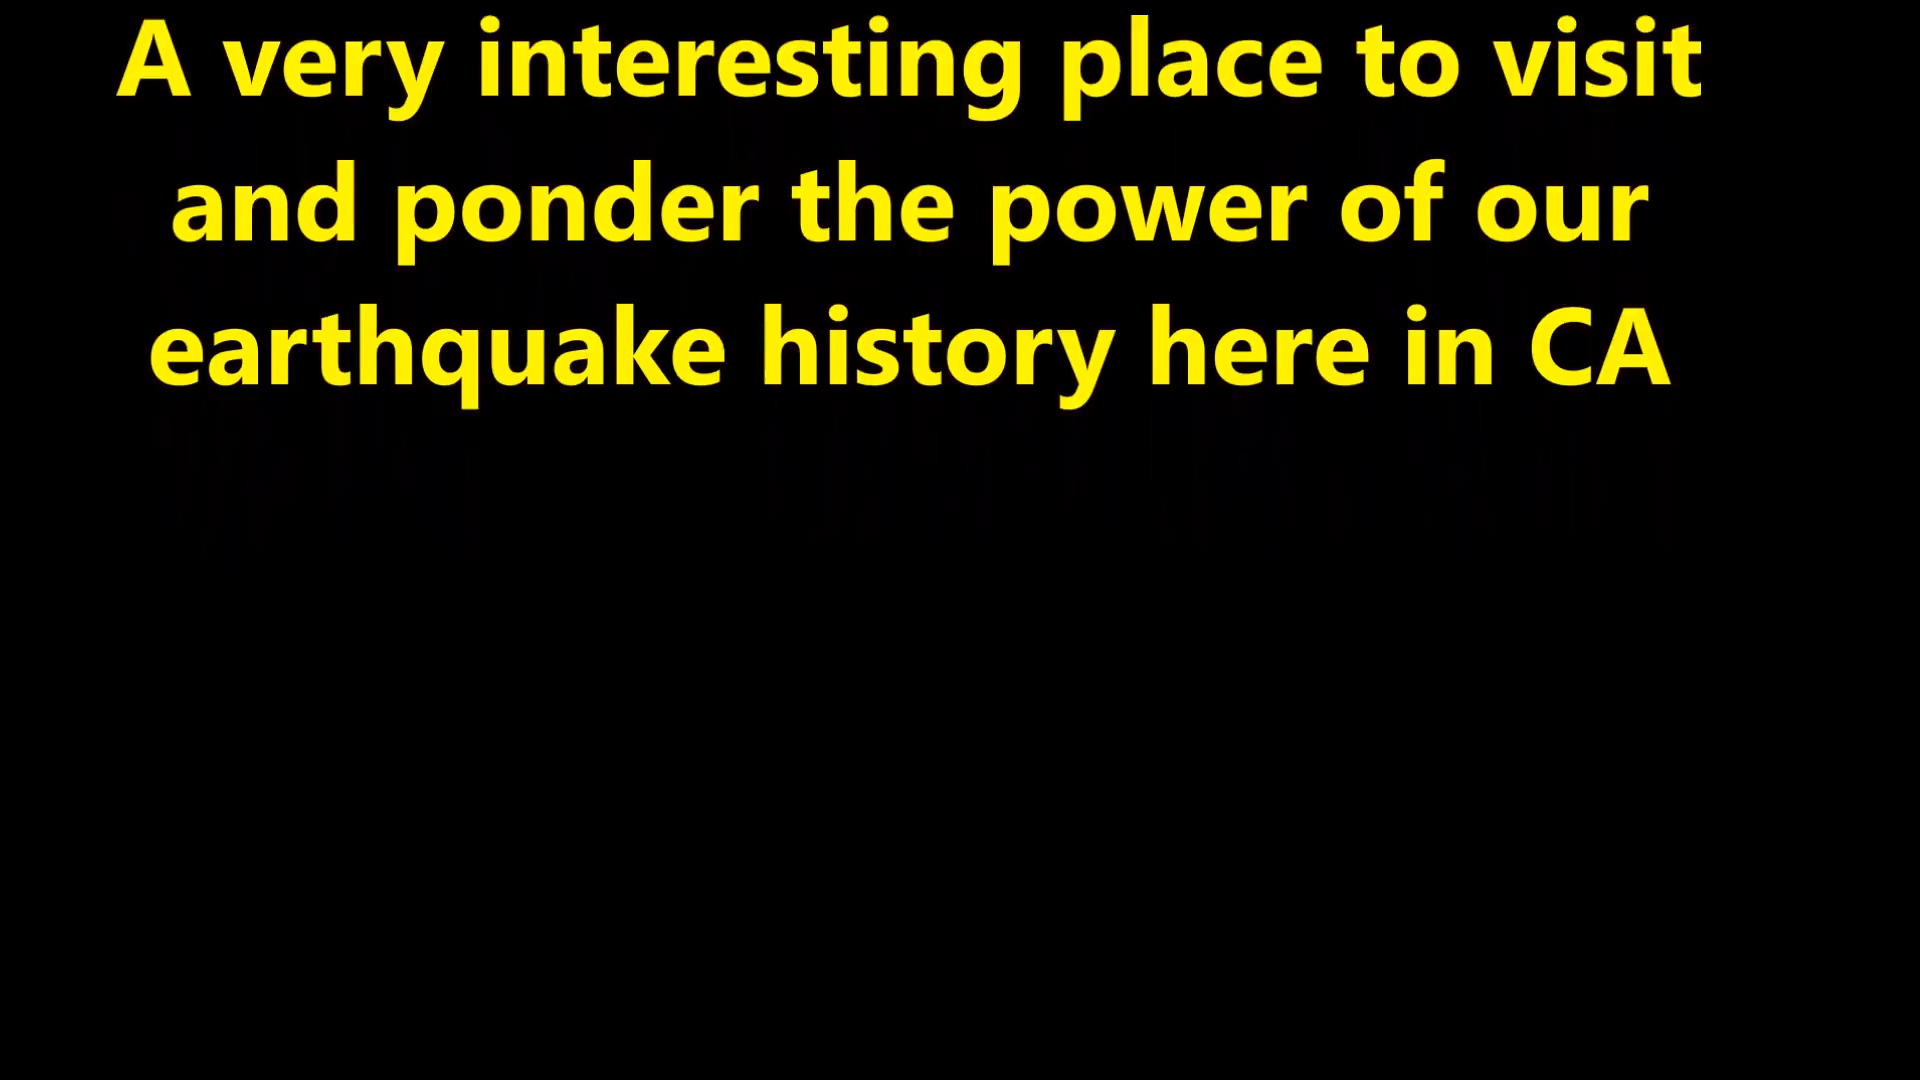 A very interesting place to visit
and ponder the power of our
earthquake history here in CA